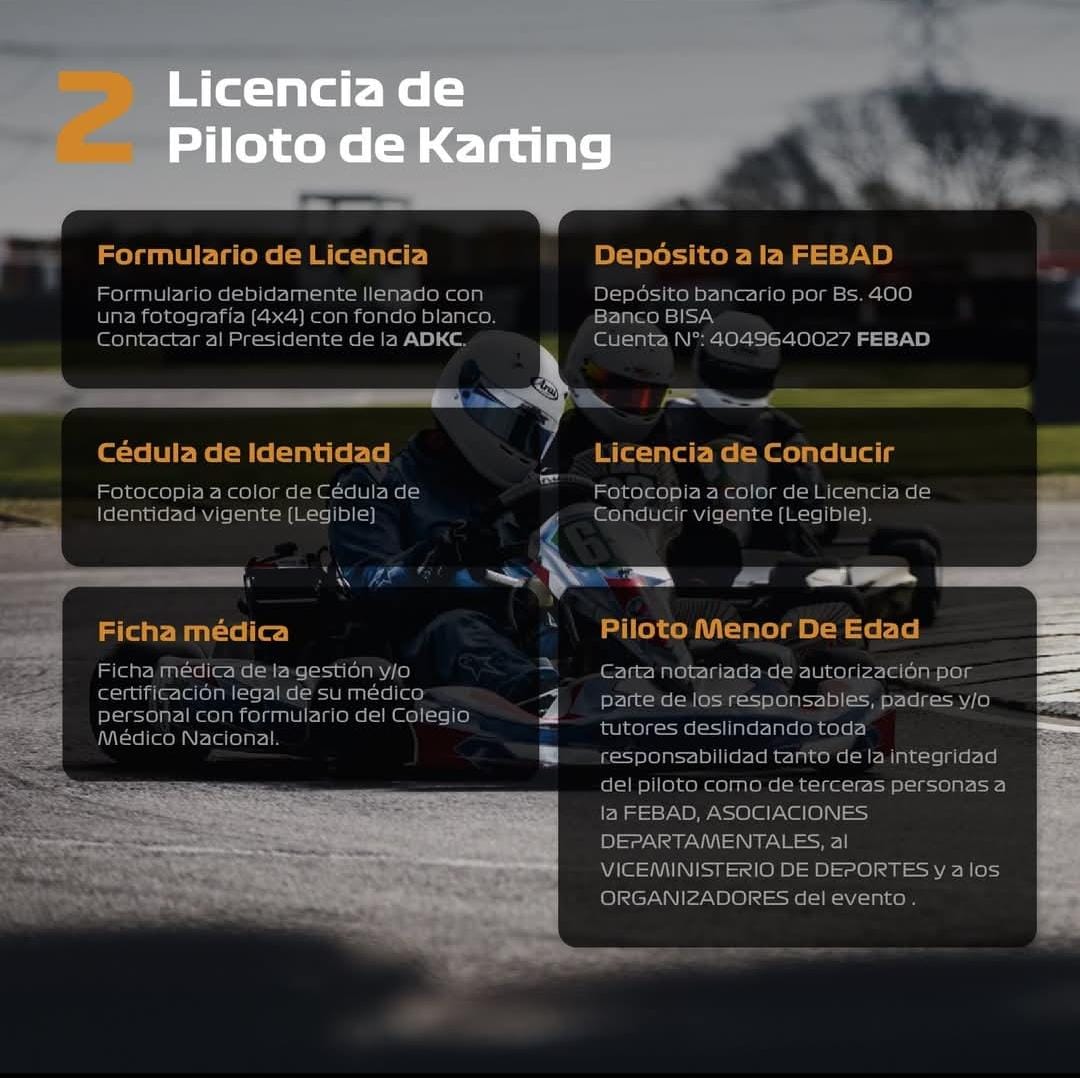 2
Licencia de
Piloto de Karting
Formulario de Licencia
Formulario debidamente llenado con
una fotografía (4x4) con fondo blanco.
Contactar al Presidente de la ADKC.
Depósito a la FEBAD
Depósito bancario por Bs. 400
Banco BISA
Cuenta N°: 4049640027 FEBAD
Cédula de Identidad
Fotocopia a color de Cédula de
Identidad vigente (Legible)
Licencia de Conducir
Fotocopia a color de Licencia de
Conducir vigente (Legible).
Ficha médica
Ficha médica de la gestión y/o
certificación legal de su médico
personal con formulario del Colegio
Médico Nacional.
Piloto Menor De Edad
Carta notariada de autorización por
parte de los responsables, padres y/o
tutores deslindando toda
responsabilidad tanto de la integridad
del piloto como de terceras personas a
la FEBAD, ASOCIACIONES
DEPARTAMENTALES, al
VICEMINISTERIO DE DEPORTES y a los
ORGANIZADORES del evento .
Arai
6